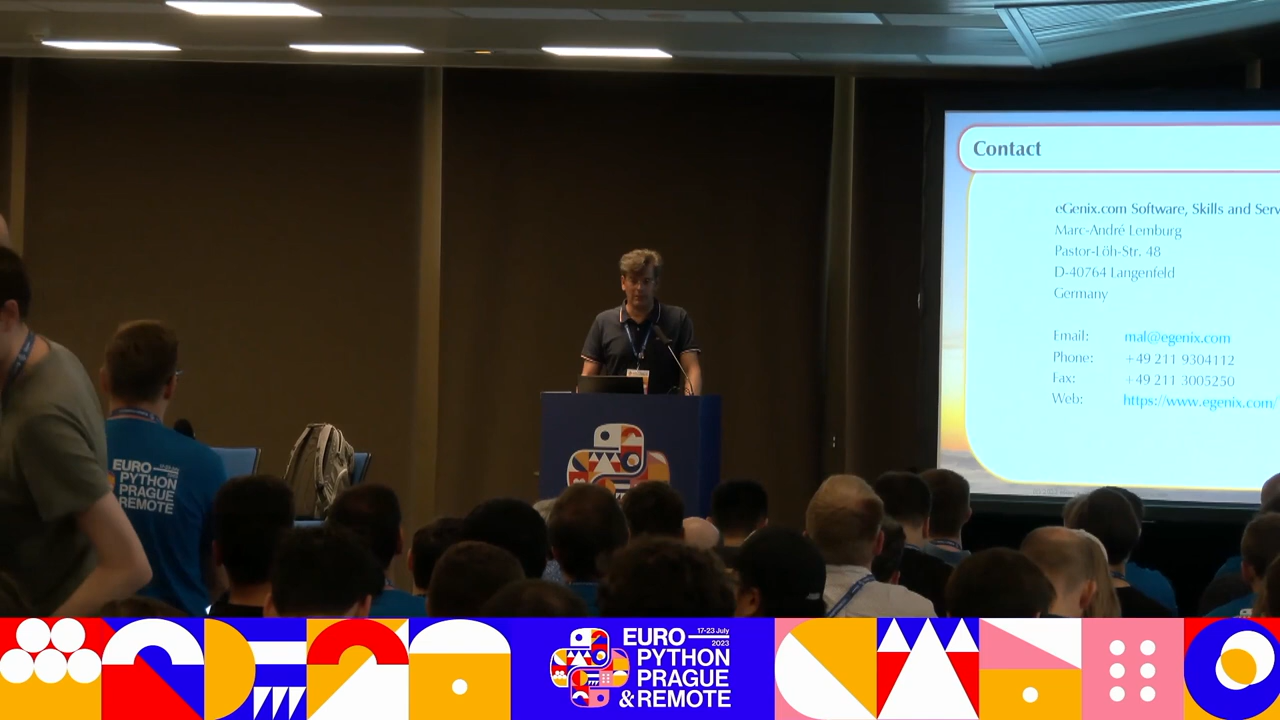 Contact
eGenix.com Software, Skills and Serv
Marc-André Lemburg
Pastor-Löh-Str. 48
D-40764 Langenfeld
Germany
Email: mal@egenix.com
Phone: +49 211 9304112
Fax: +49 211 3005250
Web: https://www.egenix.com/
EURO
PYTHON
PRAGUE
REMOTE
EURO 17-23 July
2023
PYTHON
PRAGUE
& REMOTE